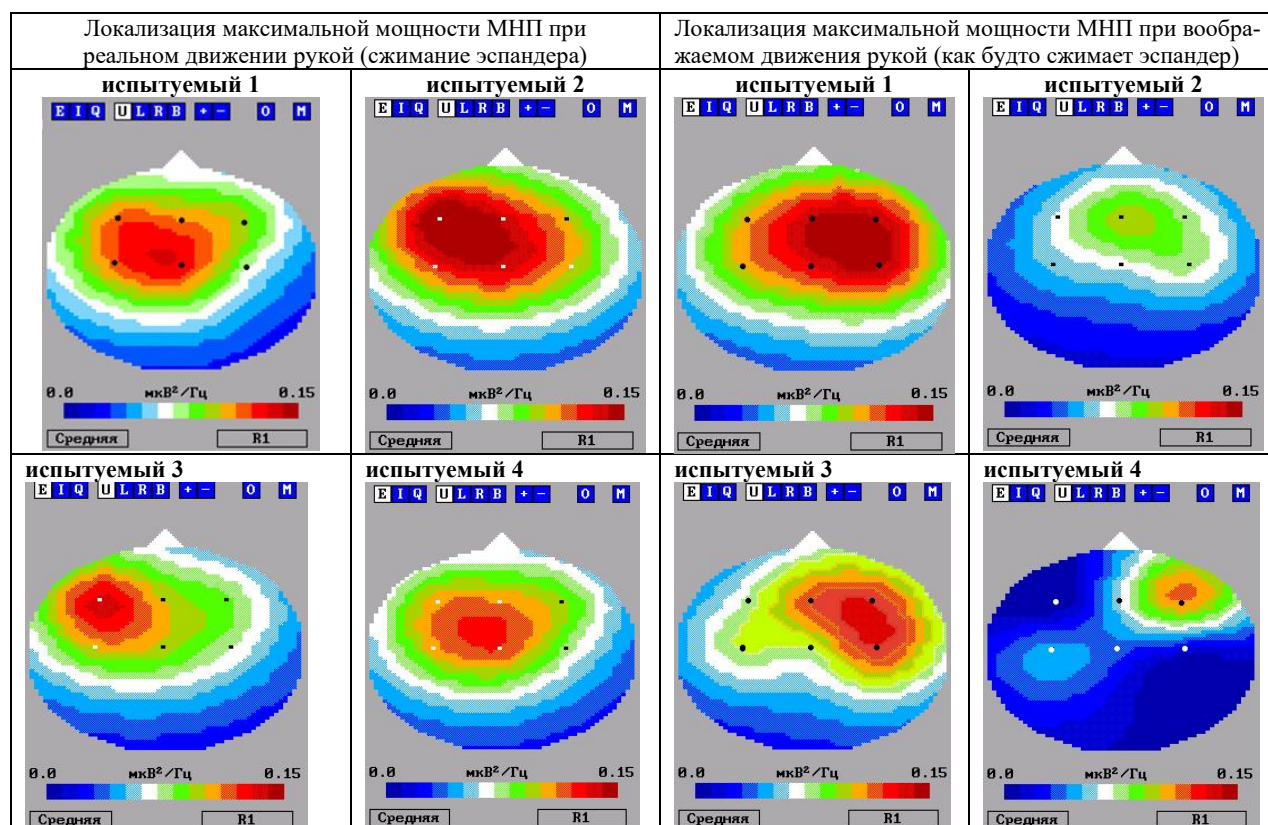 Локализация максимальной мощности МНП при
реальном движении рукой (сжимание эспандера)
Локализация максимальной мощности МНП при вообра-
жаемом движения рукой (как будто сжимает эспандер)
испытуемый 1
испытуемый 2
испытуемый 1
испытуемый 2
E I Q U L R B + - O M
E I Q U L R B + - O M
E I Q U L R B + - O M
E I Q U L R B + - O M
0.0 мкВ²/Гц 0.15
0.0 мкВ²/Гц 0.15
0.0 мкВ²/Гц 0.15
0.0 мкВ²/Гц 0.15
Средняя R1
Средняя R1
Средняя R1
Средняя R1
испытуемый 3
испытуемый 4
испытуемый 3
испытуемый 4
E I Q U L R B + - O M
E I Q U L R B + - O M
E I Q U L R B + - O M
E I Q U L R B + - O M
0.0 мкВ²/Гц 0.15
0.0 мкВ²/Гц 0.15
0.0 мкВ²/Гц 0.15
0.0 мкВ²/Гц 0.15
Средняя R1
Средняя R1
Средняя R1
Средняя R1